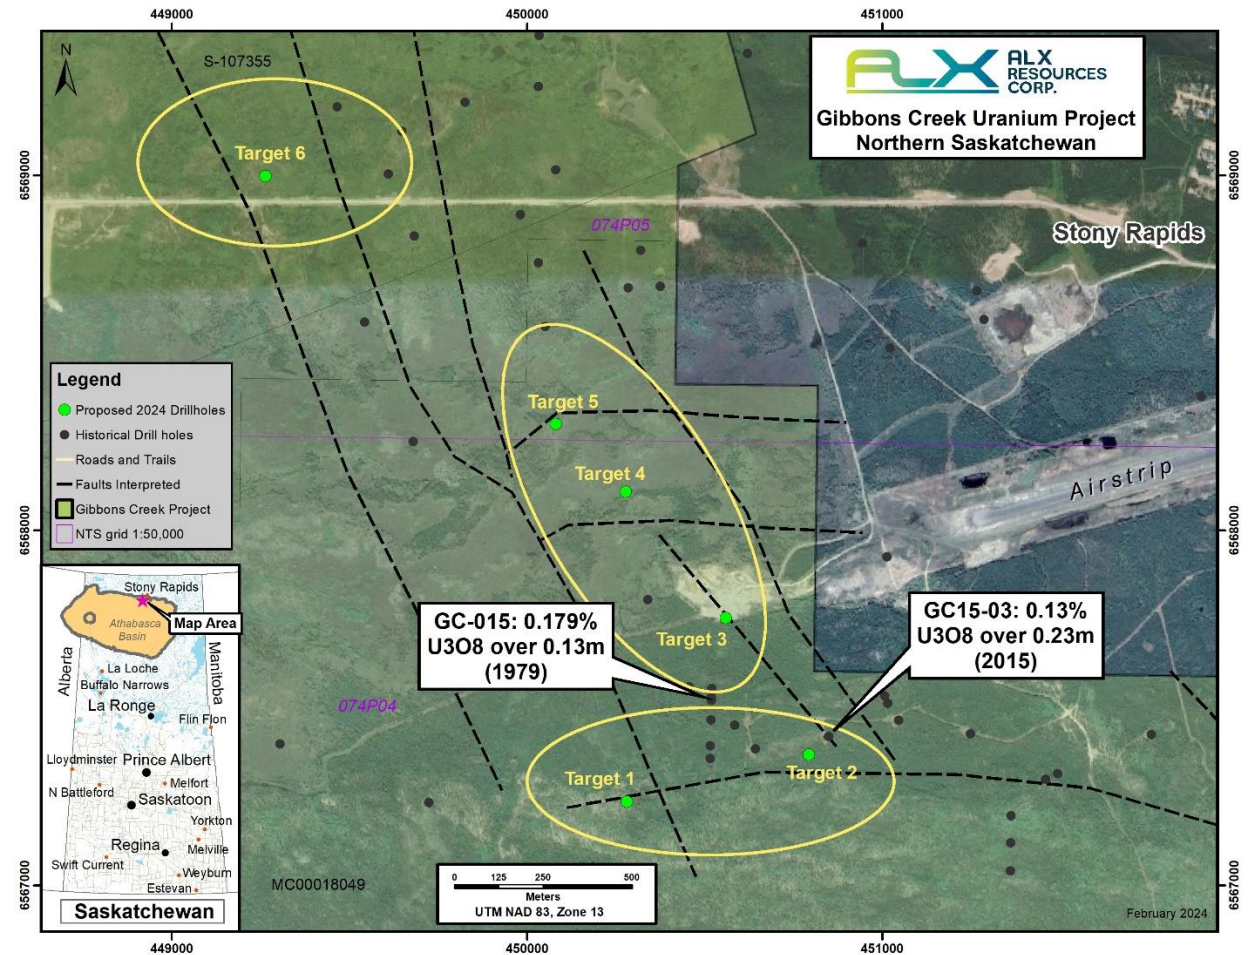 449000
450000
451000
N
S-107355
ALX
ALX
RESOURCES
CORP.
Gibbons Creek Uranium Project
Northern Saskatchewan
Target 6
6569000
6569000
074P05
Stony Rapids
Legend
Proposed 2024 Drillholes
Historical Drill holes
Roads and Trails
Faults Interpreted
Gibbons Creek Project
NTS grid 1:50,000
Target 5
Target 4
Airstrip
6568000
6568000
Stony Rapids
Map Area
Athabasca
Basin
Alberta
Manitoba
La Loche
Buffalo Narrows
La Ronge
Flin Flon
Lloydminster
Prince Albert
Melfort
N Battleford
Saskatoon
Yorkton
Regina
Melville
Swift Current
Weyburn
Estevan
Saskatchewan
GC-015: 0.179%
U3O8 over 0.13m
(1979)
Target 3
GC15-03: 0.13%
U3O8 over 0.23m
(2015)
074P04
Target 1
Target 2
MC00018049
0 125 250 500
Meters
UTM NAD 83, Zone 13
6567000
6567000
February 2024
449000
450000
451000